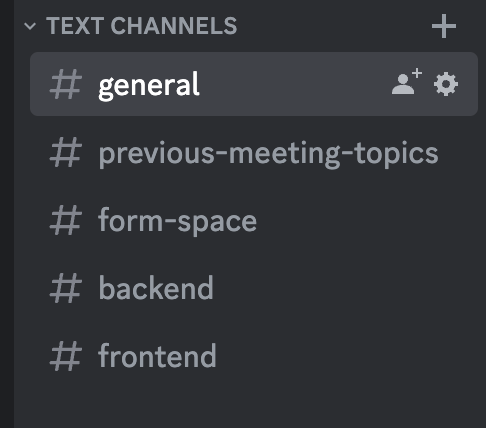 TEXT CHANNELS
# general
# previous-meeting-topics
# form-space
# backend
# frontend